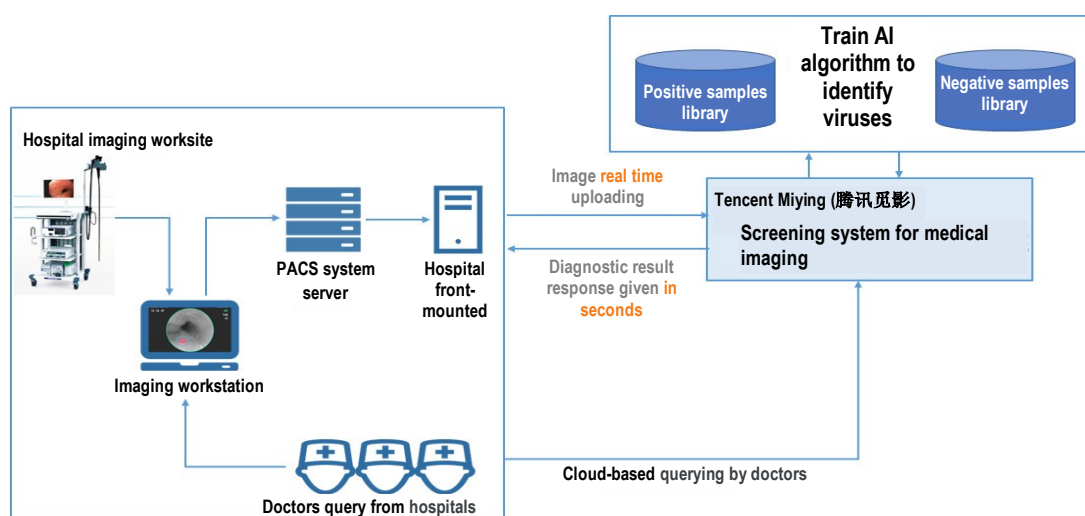 Train AI
algorithm to
identify
viruses
Positive samples
library
Negative samples
library
Hospital imaging worksite
PACS system
server
Hospital
front-
mounted
Imaging workstation
Doctors query from hospitals
Image real time
uploading
Diagnostic result
response given in
seconds
Tencent Miying (腾讯觅影)
Screening system for medical
imaging
Cloud-based querying by doctors